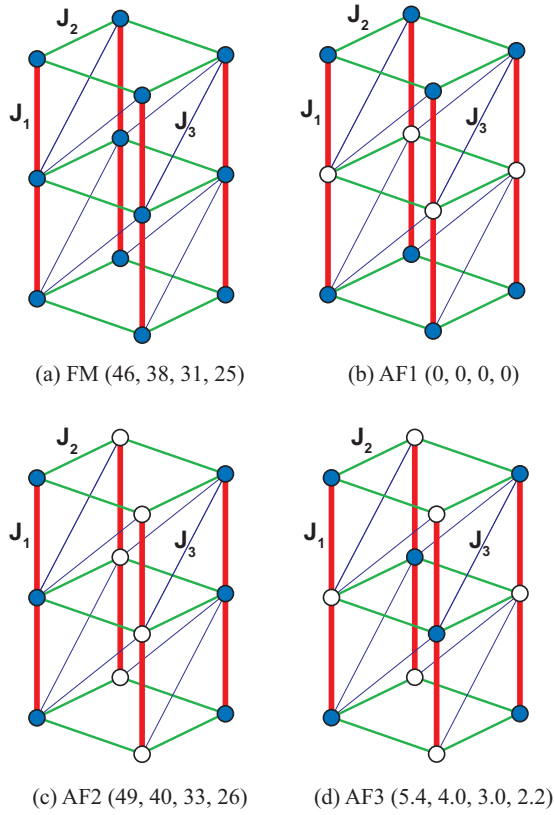 J2
J1
J3
(a) FM (46, 38, 31, 25)
J2
J1
J3
(b) AF1 (0, 0, 0, 0)
J2
J1
J3
(c) AF2 (49, 40, 33, 26)
J2
J1
J3
(d) AF3 (5.4, 4.0, 3.0, 2.2)